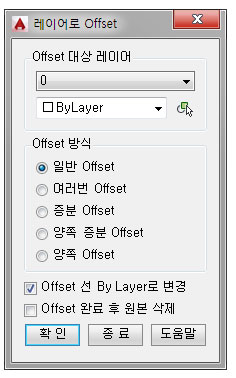 레이어로 Offset
Offset 대상 레이어
0
ByLayer
Offset 방식
일반 Offset
여러번 Offset
증분 Offset
양쪽 증분 Offset
양쪽 Offset
Offset 선 By Layer로 변경
Offset 완료 후 원본 삭제
확 인 종 료 도움말